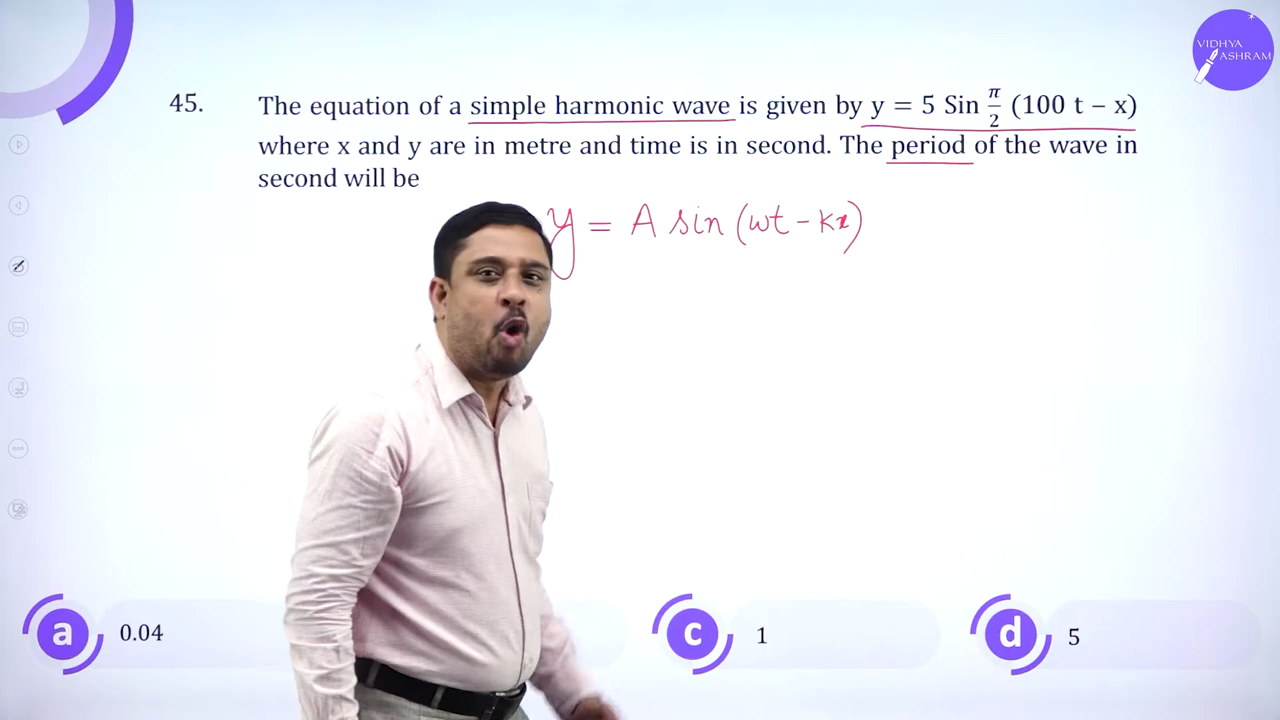 VIDHYA
ASHRAM
45. The equation of a simple harmonic wave is given by y = 5 Sin π/2 (100 t – x)
where x and y are in metre and time is in second. The period of the wave in
second will be
y = A sin (ωt – kx)
a 0.04
c 1
d 5